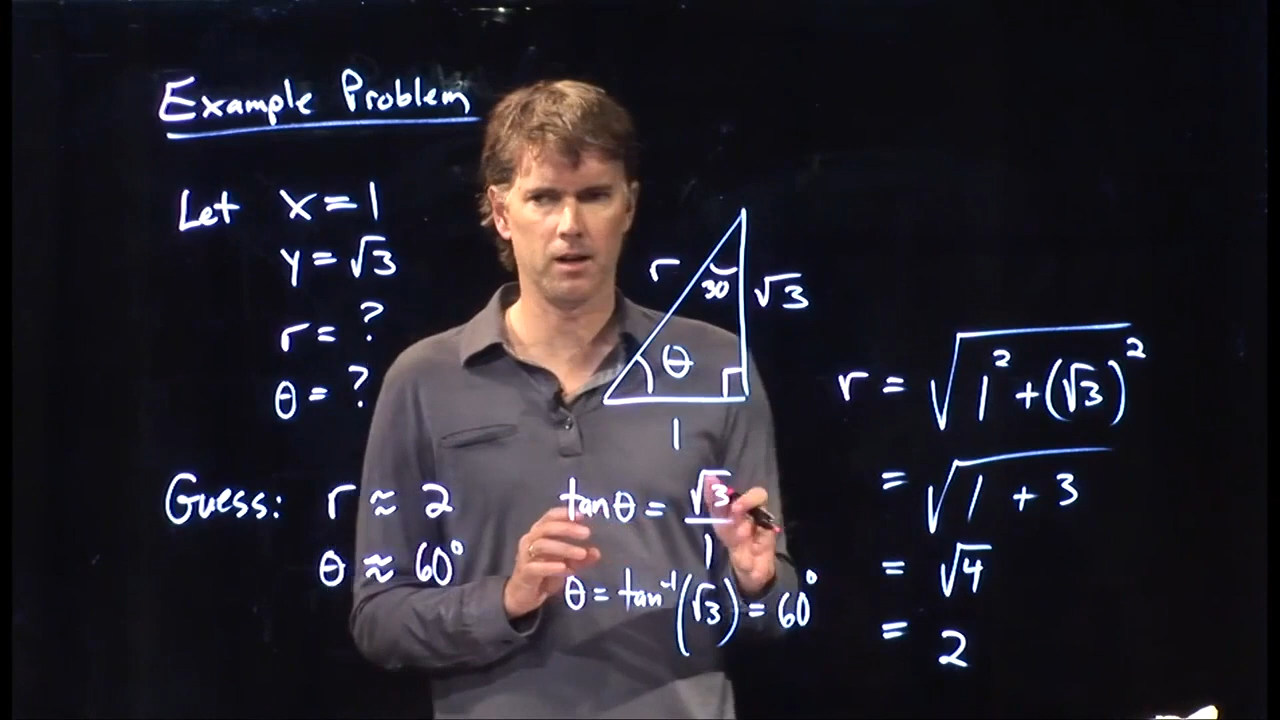 Example Problem
Let x = 1
y = √3
r = ?
θ = ?
Guess: r ≈ 2
θ ≈ 60°
r
30
√3
θ
1
tanθ = √3/1
θ = tan⁻¹(√3) = 60°
r = √(1² + (√3)²)
= √(1 + 3)
= √4
= 2